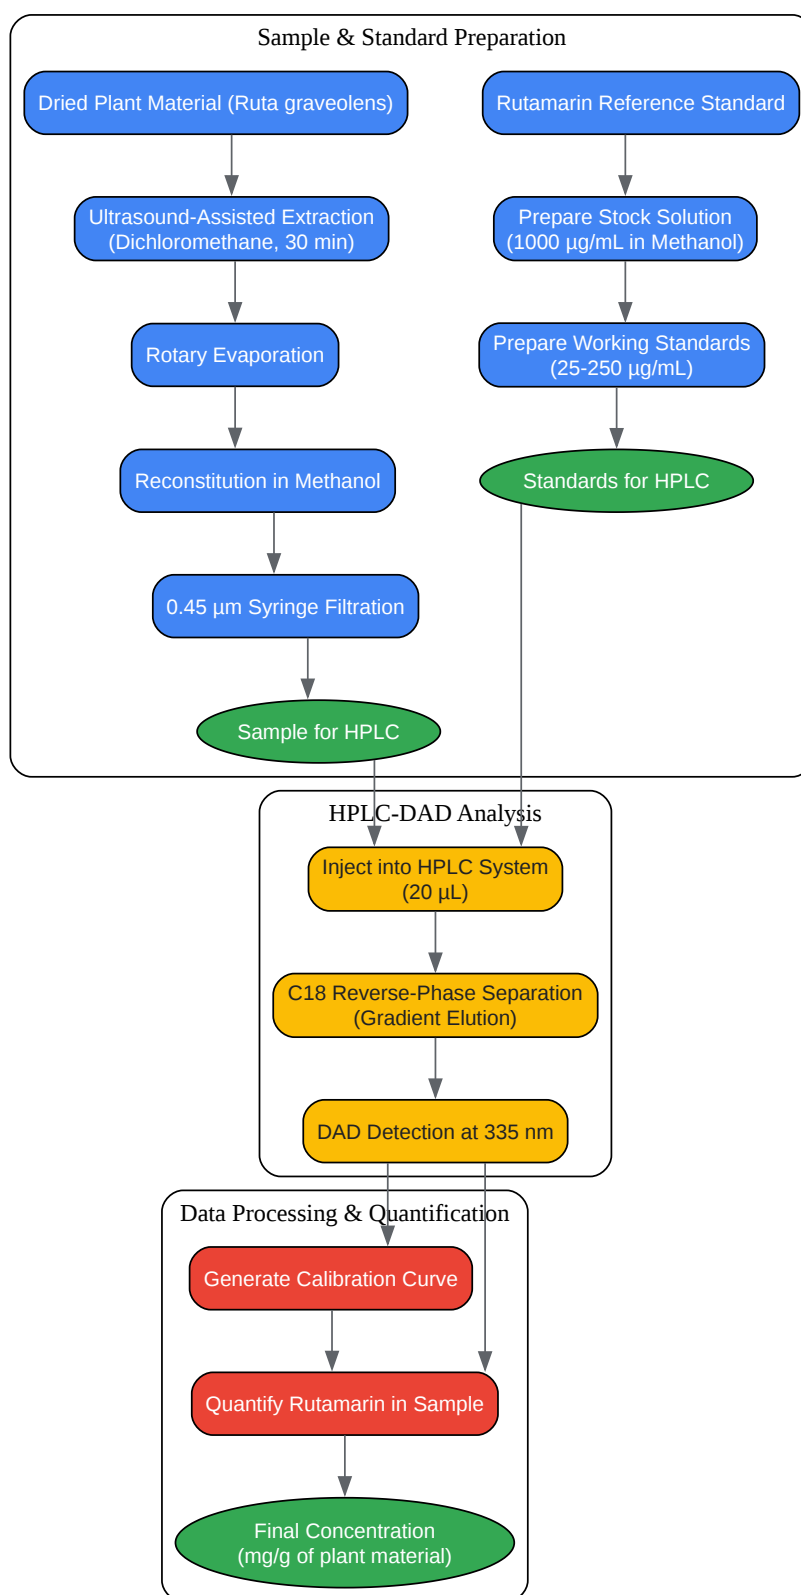 Sample & Standard Preparation
Dried Plant Material (Ruta graveolens)
Ultrasound-Assisted Extraction
(Dichloromethane, 30 min)
Rotary Evaporation
Reconstitution in Methanol
0.45 µm Syringe Filtration
Sample for HPLC
Rutamarin Reference Standard
Prepare Stock Solution
(1000 µg/mL in Methanol)
Prepare Working Standards
(25-250 µg/mL)
Standards for HPLC
HPLC-DAD Analysis
Inject into HPLC System
(20 µL)
C18 Reverse-Phase Separation
(Gradient Elution)
DAD Detection at 335 nm
Data Processing & Quantification
Generate Calibration Curve
Quantify Rutamarin in Sample
Final Concentration
(mg/g of plant material)